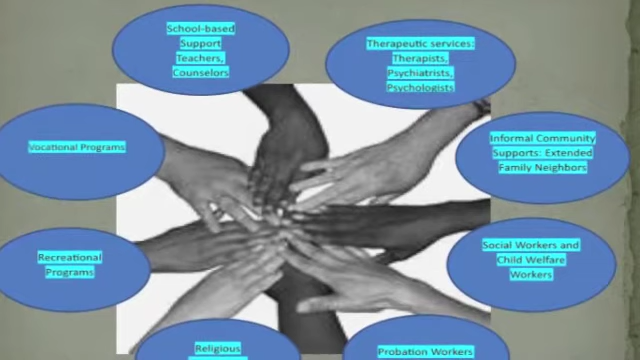 School-based
Support
Teachers,
Counselors
Therapeutic services:
Therapists,
Psychiatrists,
Psychologists
Vocational Programs
Informal Community
Supports: Extended
Family Neighbors
Recreational
Programs
Social Workers and
Child Welfare
Workers
Religious
Probation Workers